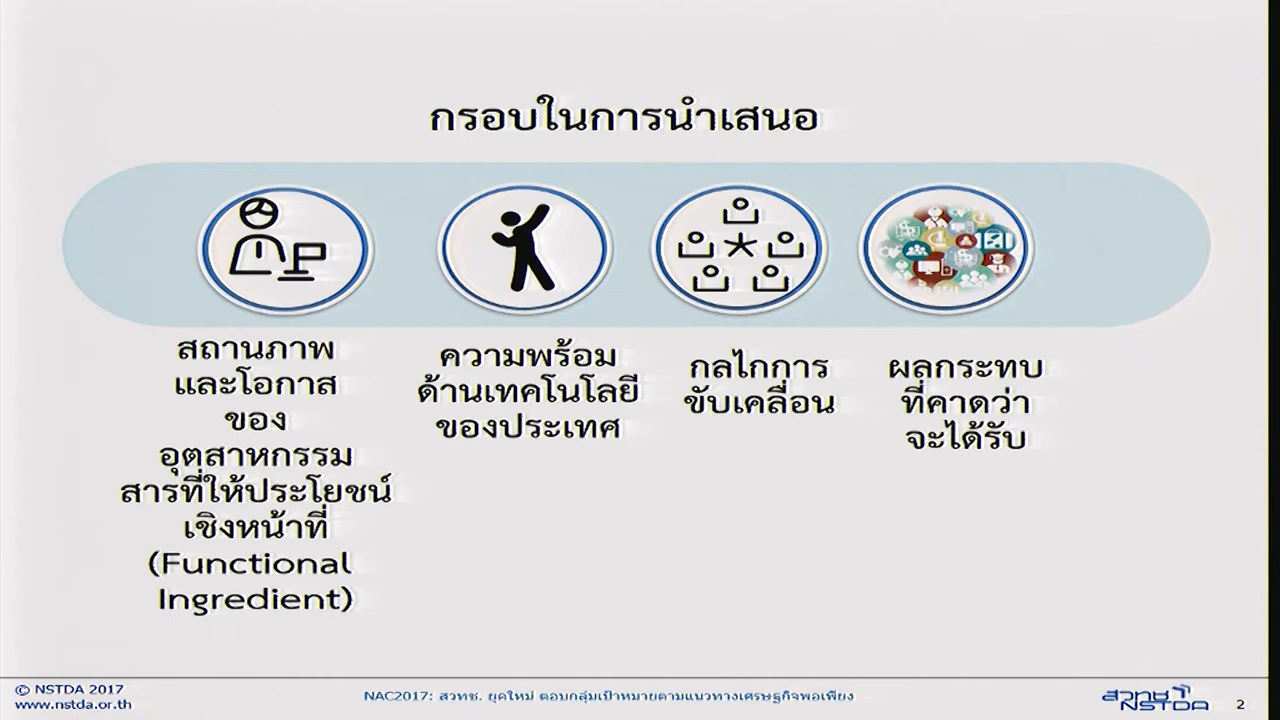 กรอบในการนำเสนอ
สถานภาพ
และโอกาส
ของ
อุตสาหกรรม
สารที่ให้ประโยชน์
เชิงหน้าที่
(Functional
Ingredient)
ความพร้อม
ด้านเทคโนโลยี
ของประเทศ
กลไกการ
ขับเคลื่อน
ผลกระทบ
ที่คาดว่า
จะได้รับ
© NSTDA 2017
www.nstda.or.th
NAC2017: สวทช. ยุคใหม่ ตอบกลุ่มเป้าหมายตามแนวทางเศรษฐกิจพอเพียง
สวทช
NSTDA
2